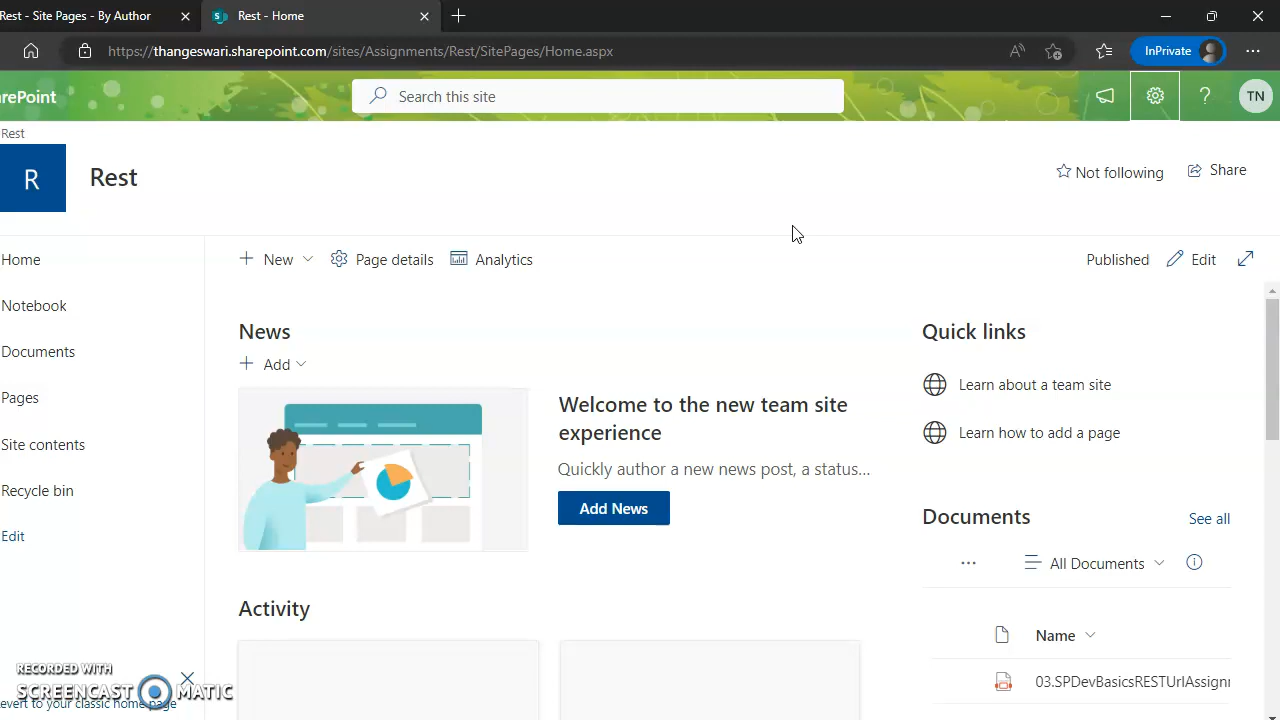 Rest - Site Pages - By Author
Rest - Home
https://thangeswari.sharepoint.com/sites/Assignments/Rest/SitePages/Home.aspx
InPrivate
rePoint
Search this site
?
TN
Rest
R
Rest
Not following
Share
Home
Notebook
Documents
Pages
Site contents
Recycle bin
Edit
+ New
Page details
Analytics
Published
Edit
News
+ Add
Welcome to the new team site
experience
Quickly author a new news post, a status...
Add News
Quick links
Learn about a team site
Learn how to add a page
Documents
See all
...
All Documents
Name
03.SPDevBasicsRESTUrlAssignr
Activity
RECORDED WITH
SCREENCAST MATIC
evert to your classic home page